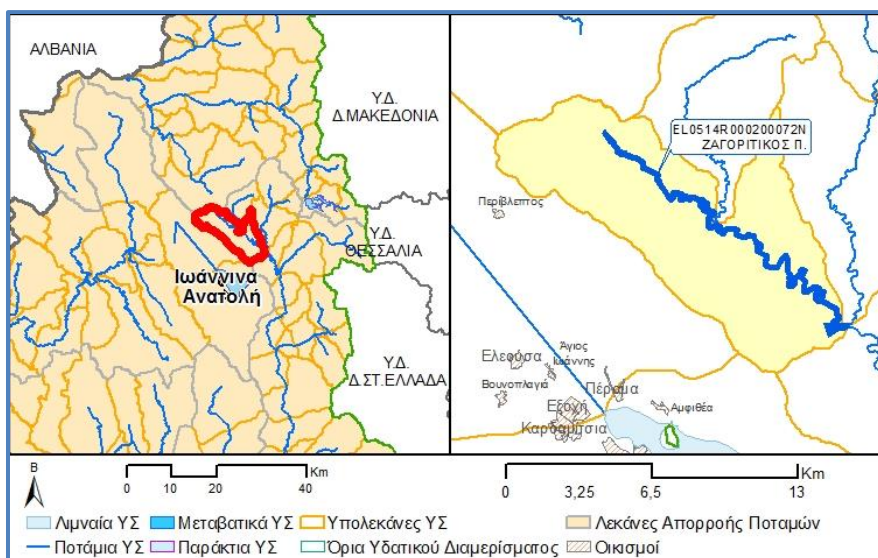 ΑΛΒΑΝΙΑ
Υ.Δ.
Δ.ΜΑΚΕΔΟΝΙΑ
Υ.Δ.
ΘΕΣΣΑΛΙΑ
Ιωάννινα
Ανατολή
Υ.Δ.
Δ.ΣΤ.ΕΛΛΑΔΑ
EL0514R000200072N
ΖΑΓΟΡΙΤΙΚΟΣ Π.
Περίβλεπτος
Ελεούσα
Άγιος
Ιωάννης
Βουνοπλαγιά
Πέραμα
Εξοχή
Αμφιθέα
Καρδαμίτσια
Β
Km
0 10 20 40
Km
0 3,25 6,5 13
Λιμναία ΥΣ Μεταβατικά ΥΣ Υπολεκάνες ΥΣ Λεκάνες Απορροής Ποταμών
Ποτάμια ΥΣ Παράκτια ΥΣ Όρια Υδατικού Διαμερίσματος Οικισμοί